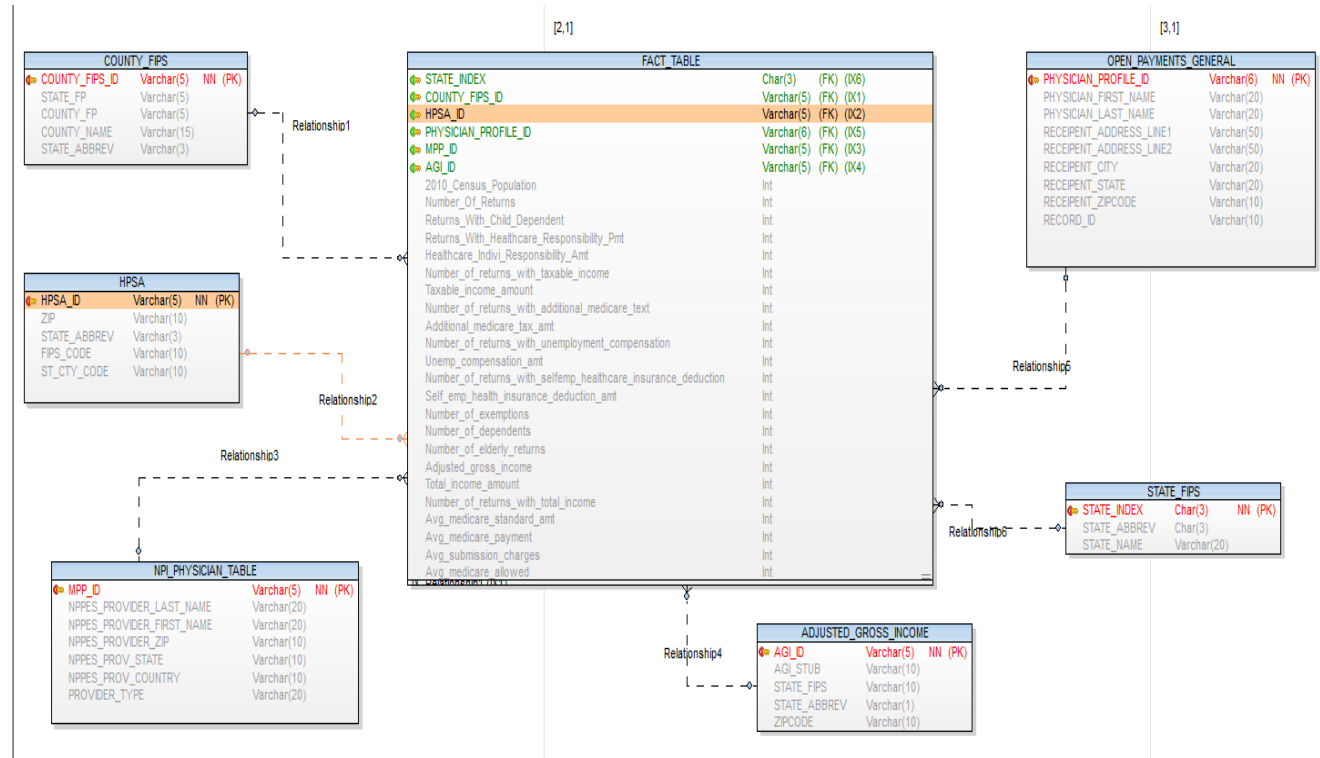 [2,1]
[3,1]
COUNTY_FIPS
COUNTY_FIPS_ID Varchar(5) NN (PK)
STATE_FP Varchar(5)
COUNTY_FP Varchar(5)
COUNTY_NAME Varchar(15)
STATE_ABBREV Varchar(3)
Relationship1
HPSA
HPSA_ID Varchar(5) NN (PK)
ZIP Varchar(10)
STATE_ABBREV Varchar(3)
FIPS_CODE Varchar(10)
ST_CTY_CODE Varchar(10)
Relationship2
Relationship3
NPI_PHYSICIAN_TABLE
MPP_ID Varchar(5) NN (PK)
NPPES_PROVIDER_LAST_NAME Varchar(20)
NPPES_PROVIDER_FIRST_NAME Varchar(20)
NPPES_PROVIDER_ZIP Varchar(10)
NPPES_PROV_STATE Varchar(10)
NPPES_PROV_COUNTRY Varchar(10)
PROVIDER_TYPE Varchar(20)
FACT_TABLE
STATE_INDEX Char(3) (FK) (IX6)
COUNTY_FIPS_ID Varchar(5) (FK) (IX1)
HPSA_ID Varchar(5) (FK) (IX2)
PHYSICIAN_PROFILE_ID Varchar(6) (FK) (IX5)
MPP_ID Varchar(5) (FK) (IX3)
AGI_ID Varchar(5) (FK) (IX4)
2010_Census_Population Int
Number_Of_Returns Int
Returns_With_Child_Dependent Int
Returns_With_Healthcare_Responsibility_Pmt Int
Healthcare_Indivi_Responsibility_Amt Int
Number_of_returns_with_taxable_income Int
Taxable_income_amount Int
Number_of_returns_with_additional_medicare_text Int
Additional_medicare_tax_amt Int
Number_of_returns_with_unemployment_compensation Int
Unemp_compensation_amt Int
Number_of_returns_with_selfemp_healthcare_insurance_deduction Int
Self_emp_health_insurance_deduction_amt Int
Number_of_exemptions Int
Number_of_dependents Int
Number_of_elderly_returns Int
Adjusted_gross_income Int
Total_income_amount Int
Number_of_returns_with_total_income Int
Avg_medicare_standard_amt Int
Avg_medicare_payment Int
Avg_submission_charges Int
Avg_medicare_allowed Int
Relationship1 (IX1)
OPEN_PAYMENTS_GENERAL
PHYSICIAN_PROFILE_ID Varchar(6) NN (PK)
PHYSICIAN_FIRST_NAME Varchar(20)
PHYSICIAN_LAST_NAME Varchar(20)
RECEIPENT_ADDRESS_LINE1 Varchar(50)
RECEIPENT_ADDRESS_LINE2 Varchar(50)
RECEIPENT_CITY Varchar(20)
RECEIPENT_STATE Varchar(20)
RECEIPENT_ZIPCODE Varchar(10)
RECORD_ID Varchar(10)
Relationship5
STATE_FIPS
STATE_INDEX Char(3) NN (PK)
STATE_ABBREV Char(3)
STATE_NAME Varchar(20)
Relationship6
Relationship4
ADJUSTED_GROSS_INCOME
AGI_ID Varchar(5) NN (PK)
AGI_STUB Varchar(10)
STATE_FIPS Varchar(10)
STATE_ABBREV Varchar(1)
ZIPCODE Varchar(10)